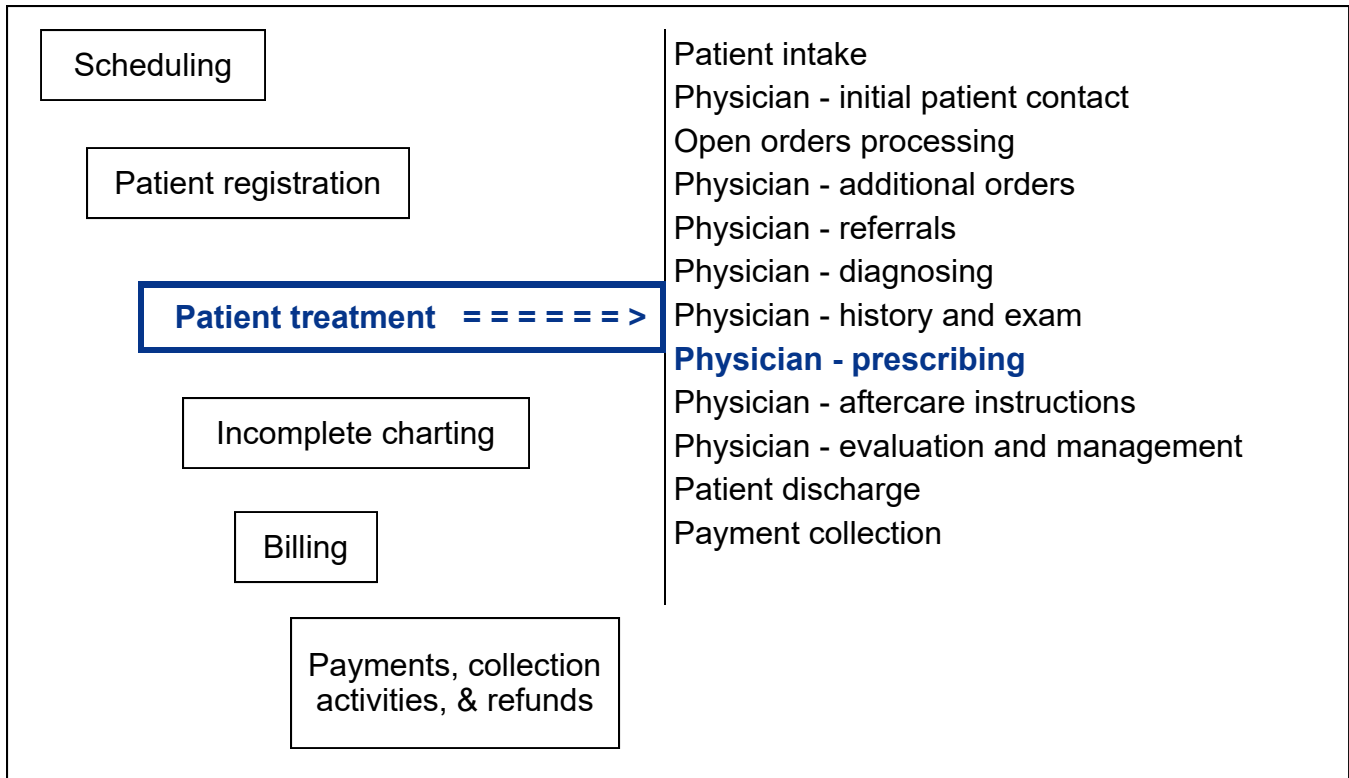 Scheduling
Patient registration
Patient treatment = = = = = = >
Incomplete charting
Billing
Payments, collection
activities, & refunds
Patient intake
Physician - initial patient contact
Open orders processing
Physician - additional orders
Physician - referrals
Physician - diagnosing
Physician - history and exam
Physician - prescribing
Physician - aftercare instructions
Physician - evaluation and management
Patient discharge
Payment collection